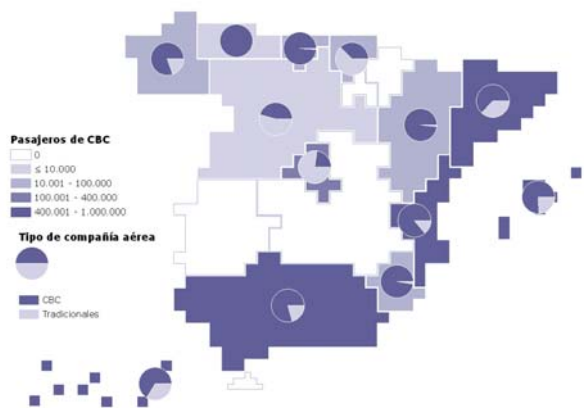 Pasajeros de CBC
0
≤ 10.000
10.001 - 100.000
100.001 - 400.000
400.001 - 1.000.000
Tipo de compañía aérea
CBC
Tradicionales